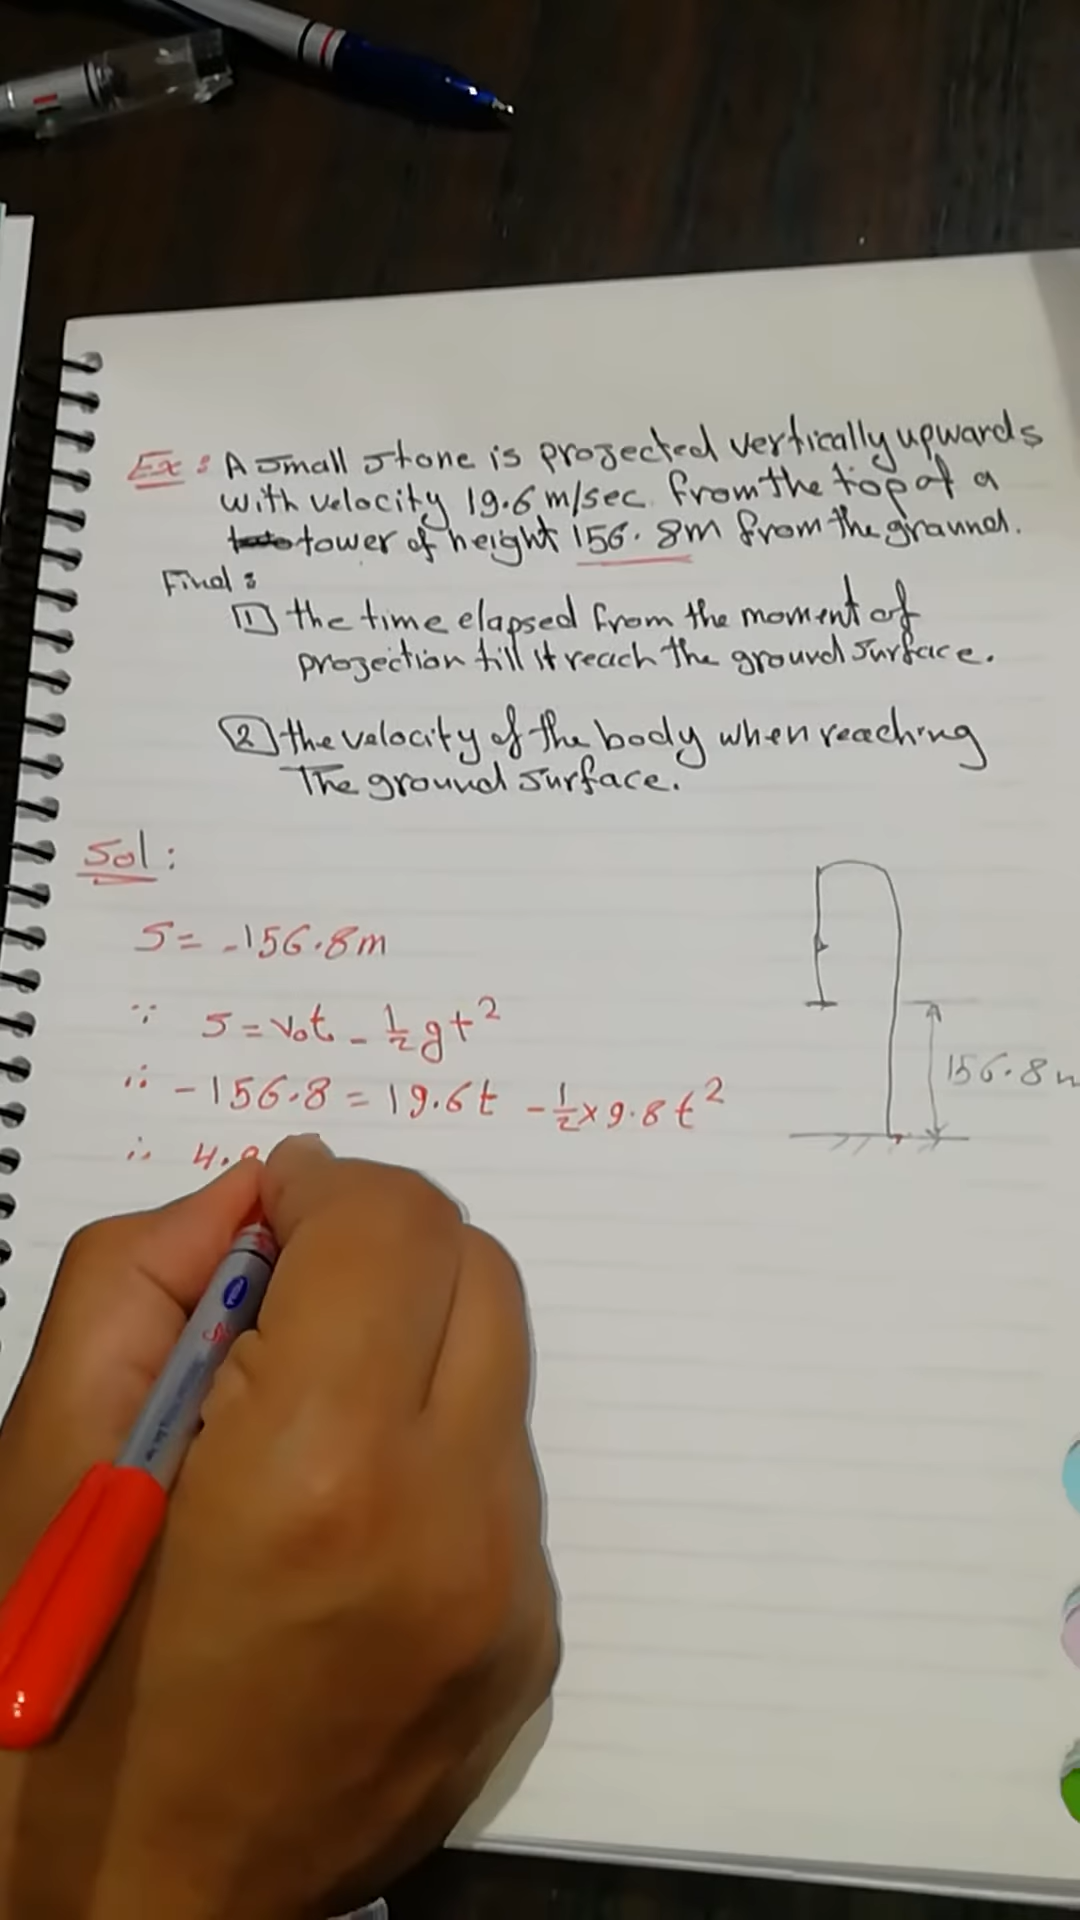 Ex : A small stone is projected vertically upwards
with velocity 19.6 m/sec from the top of a
tower of height 156.8m from the ground.
Find :
1 the time elapsed from the moment of
projection till it reach the ground surface.
2 the velocity of the body when reaching
The ground surface.
Sol :
S = -156.8m
∵ S = v₀t - ½gt²
∴ -156.8 = 19.6t - ½×9.8t²
156.8
∴ 4.9